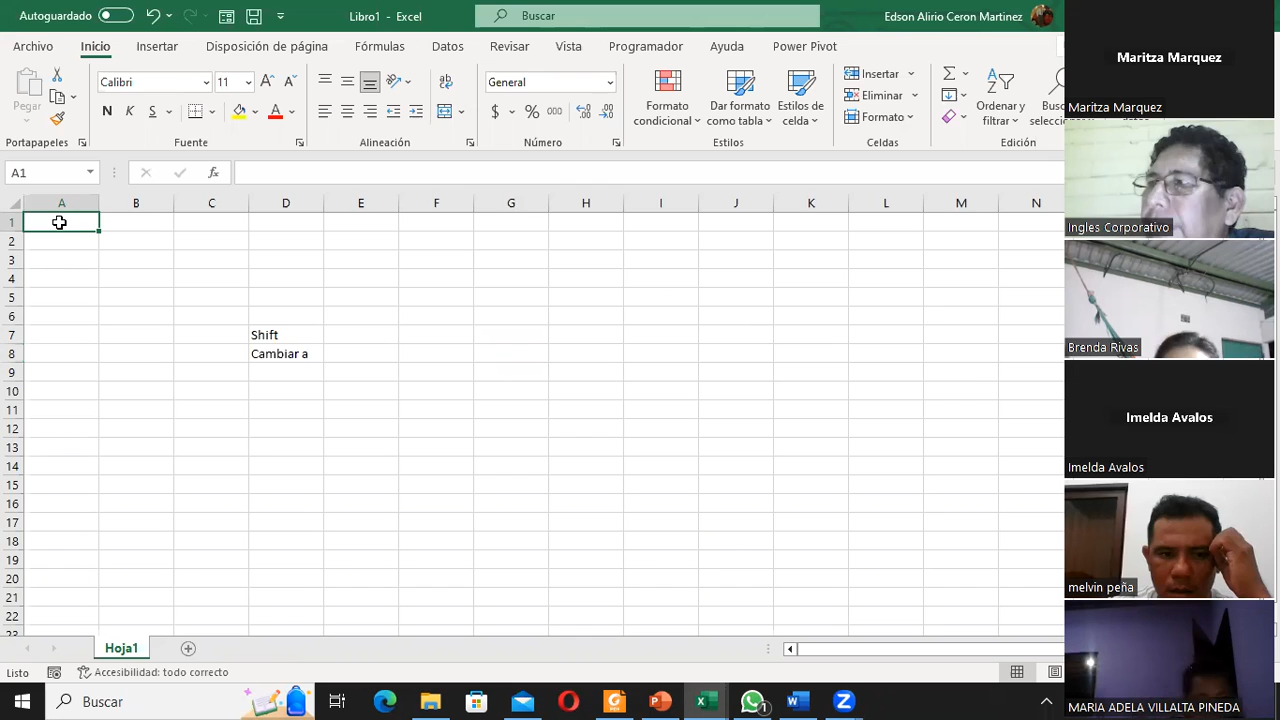 Autoguardado
Libro1 - Excel
Buscar
Edson Alirio Ceron Martinez
Archivo Inicio Insertar Disposición de página Fórmulas Datos Revisar Vista Programador Ayuda Power Pivot
Pegar
Calibri 11
N K S
General
$ % 000
Formato condicional
Dar formato como tabla
Estilos de celda
Insertar
Eliminar
Formato
Ordenar y filtrar
Portapapeles Fuente Alineación Número Estilos Celdas Edición
A1
fx
A B C D E F G H I J K L M N
1
2
3
4
5
6
7 Shift
8 Cambiar a
9
10
11
12
13
14
15
16
17
18
19
20
21
22
23
Hoja1
Listo
Accesibilidad: todo correcto
Buscar
1
Maritza Marquez
Maritza Marquez
Ingles Corporativo
Brenda Rivas
Imelda Avalos
Imelda Avalos
melvin peña
MARIA ADELA VILLALTA PINEDA